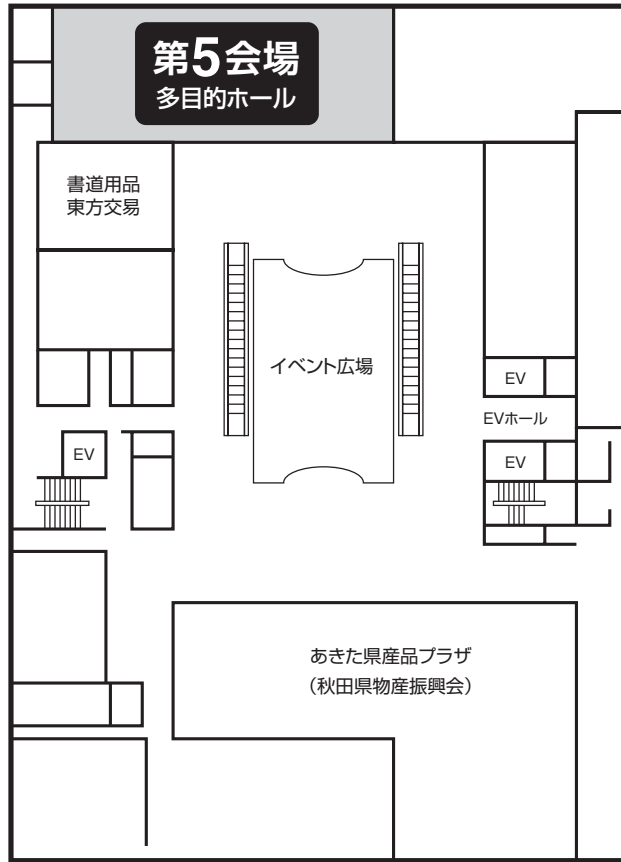 第5会場
多目的ホール
書道用品
東方交易
イベント広場
EV
EVホール
EV
EV
あきた県産品プラザ
（秋田県物産振興会）